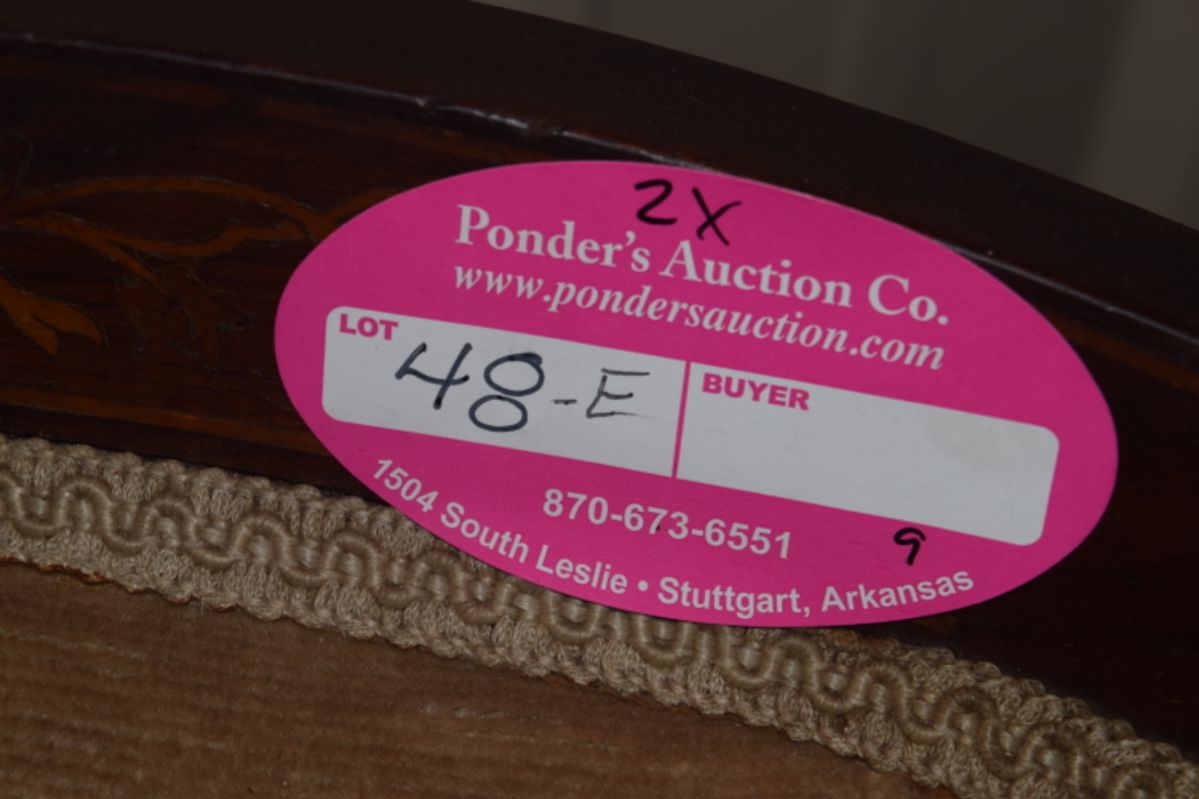 2X
Ponder's Auction Co.
www.pondersauction.com
LOT 48-E BUYER
870-673-6551
9
1504 South Leslie • Stuttgart, Arkansas